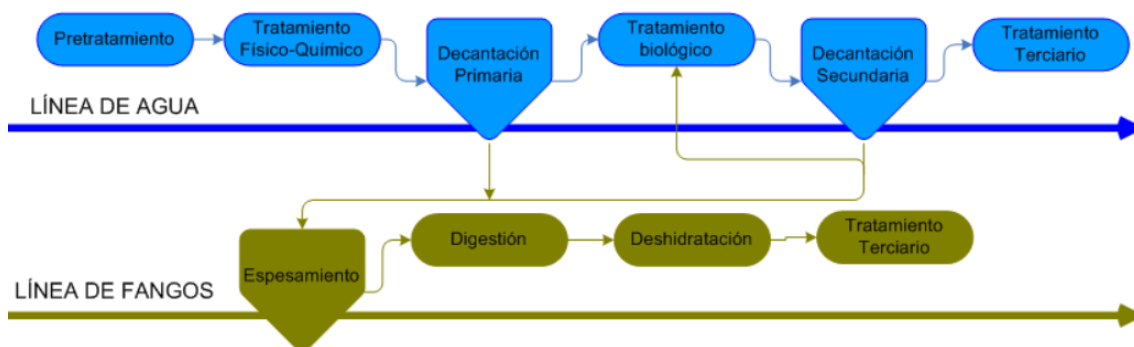 Pretratamiento
Tratamiento
Físico-Químico
Decantación
Primaria
Tratamiento
biológico
Decantación
Secundaria
Tratamiento
Terciario
LÍNEA DE AGUA
Espesamiento
Digestión
Deshidratación
Tratamiento
Terciario
LÍNEA DE FANGOS